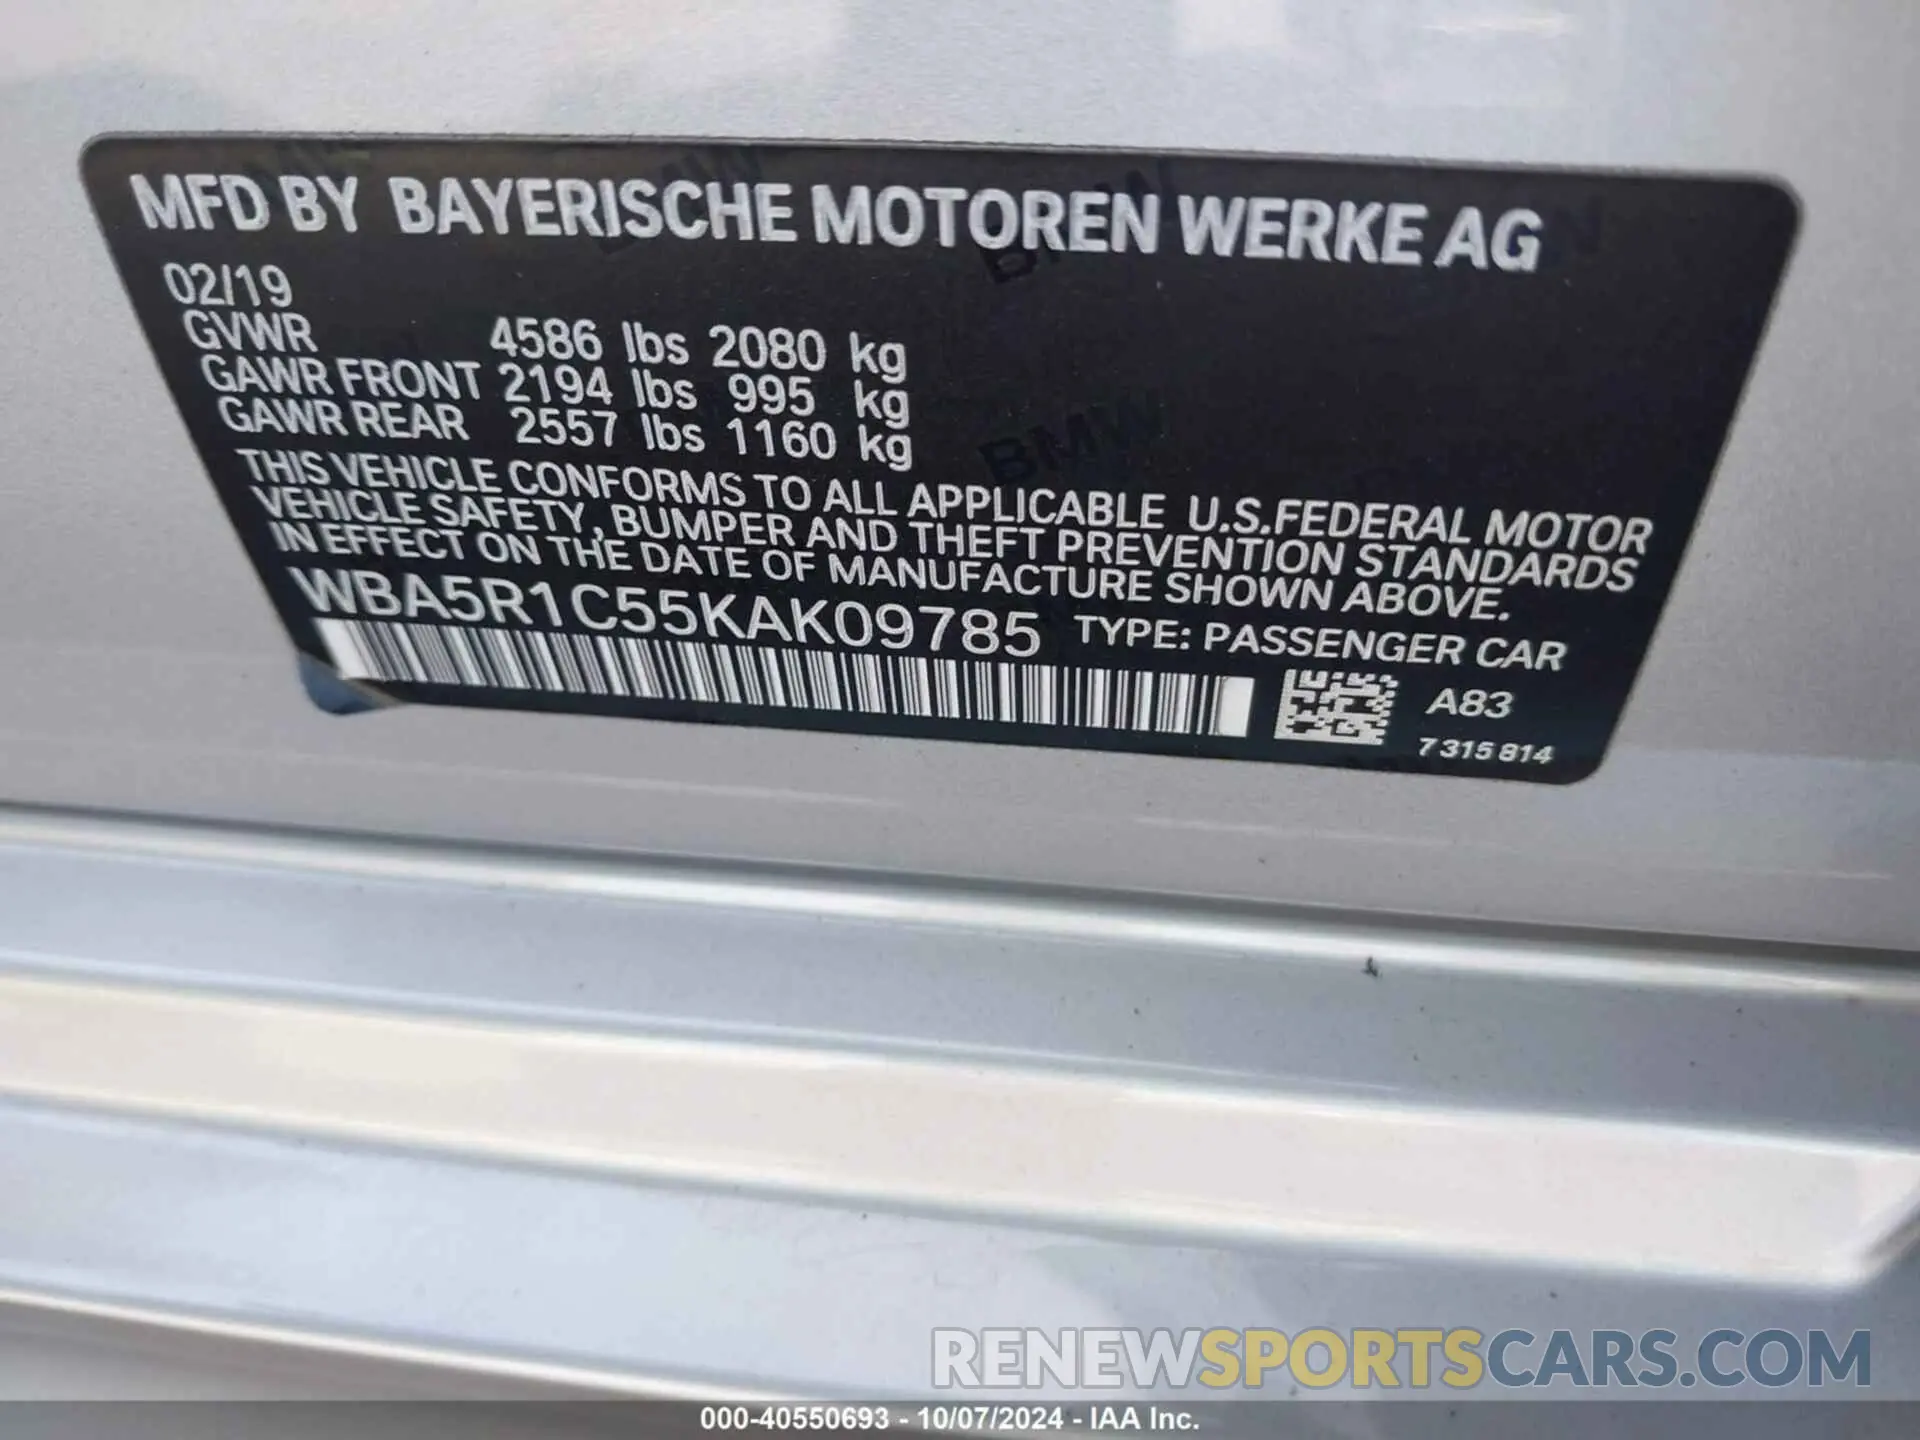 MFD BY BAYERISCHE MOTOREN WERKE AG
02/19
GVWR 4586 lbs 2080 kg
GAWR FRONT 2194 lbs 995 kg
GAWR REAR 2557 lbs 1160 kg
THIS VEHICLE CONFORMS TO ALL APPLICABLE U.S.FEDERAL MOTOR
VEHICLE SAFETY, BUMPER AND THEFT PREVENTION STANDARDS
IN EFFECT ON THE DATE OF MANUFACTURE SHOWN ABOVE.
WBA5R1C55KAK09785 TYPE: PASSENGER CAR
A83
7315814
RENEWSPORTSCARS.COM
000-40550693 - 10/07/2024 - IAA Inc.